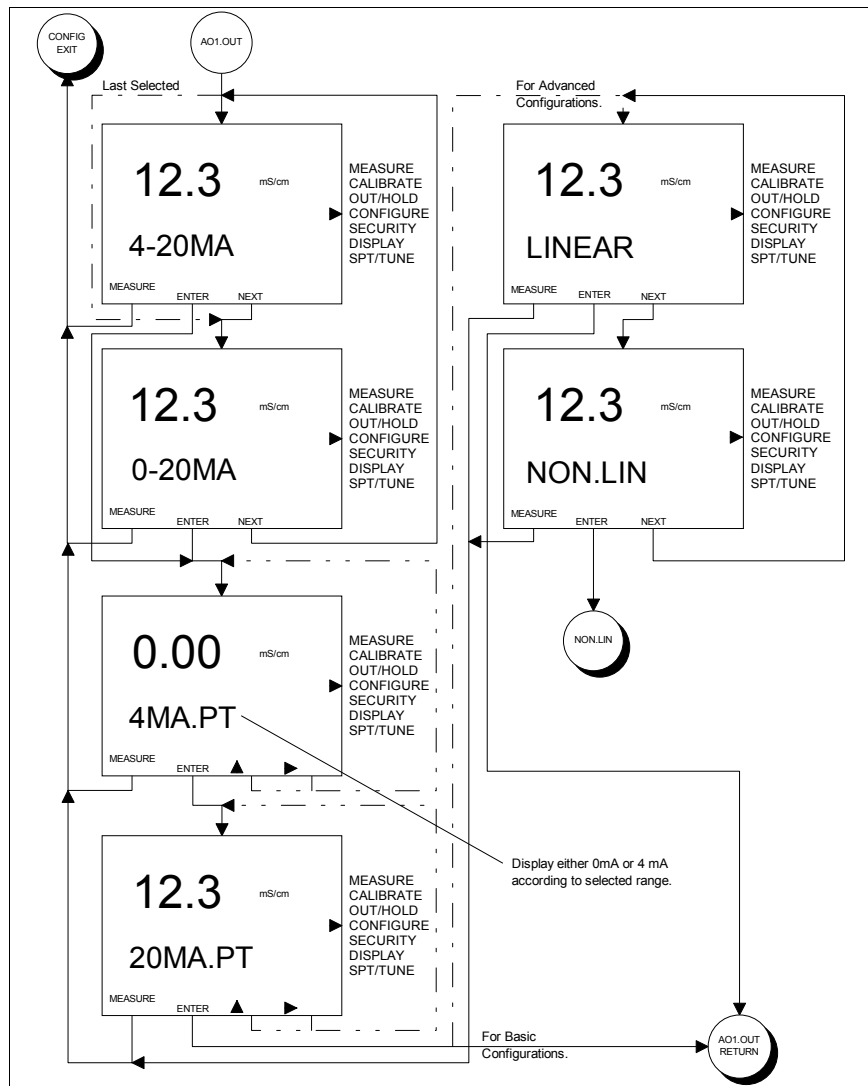 CONFIG
EXIT
AO1.OUT
Last Selected
12.3
mS/cm
4-20MA
MEASURE
ENTER
NEXT
MEASURE
CALIBRATE
OUT/HOLD
CONFIGURE
SECURITY
DISPLAY
SPT/TUNE
12.3
mS/cm
0-20MA
MEASURE
ENTER
NEXT
MEASURE
CALIBRATE
OUT/HOLD
CONFIGURE
SECURITY
DISPLAY
SPT/TUNE
0.00
mS/cm
4MA.PT
MEASURE
ENTER
MEASURE
CALIBRATE
OUT/HOLD
CONFIGURE
SECURITY
DISPLAY
SPT/TUNE
12.3
mS/cm
20MA.PT
MEASURE
ENTER
MEASURE
CALIBRATE
OUT/HOLD
CONFIGURE
SECURITY
DISPLAY
SPT/TUNE
For Advanced
Configurations.
12.3
mS/cm
LINEAR
MEASURE
ENTER
NEXT
MEASURE
CALIBRATE
OUT/HOLD
CONFIGURE
SECURITY
DISPLAY
SPT/TUNE
12.3
mS/cm
NON.LIN
MEASURE
ENTER
NEXT
MEASURE
CALIBRATE
OUT/HOLD
CONFIGURE
SECURITY
DISPLAY
SPT/TUNE
NON.LIN
Display either 0mA or 4 mA
according to selected range.
For Basic
Configurations.
AO1.OUT
RETURN